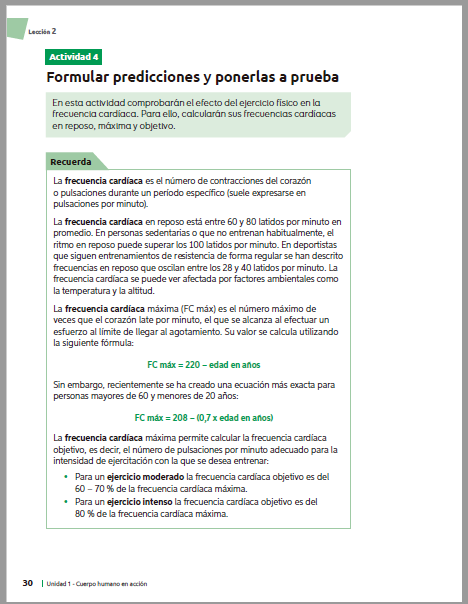 Lección 2
Actividad 4
Formular predicciones y ponerlas a prueba
En esta actividad comprobarán el efecto del ejercicio físico en la
frecuencia cardíaca. Para ello, calcularán sus frecuencias cardíacas
en reposo, máxima y objetivo.
Recuerda
La frecuencia cardíaca es el número de contracciones del corazón
o pulsaciones durante un período específico (suele expresarse en
pulsaciones por minuto).
La frecuencia cardíaca en reposo está entre 60 y 80 latidos por minuto en
promedio. En personas sedentarias o que no entrenan habitualmente, el
ritmo en reposo puede superar los 100 latidos por minuto. En deportistas
que siguen entrenamientos de resistencia de forma regular se han descrito
frecuencias en reposo que oscilan entre los 28 y 40 latidos por minuto. La
frecuencia cardíaca se puede ver afectada por factores ambientales como
la temperatura y la altitud.
La frecuencia cardíaca máxima (FC máx) es el número máximo de
veces que el corazón late por minuto, el que se alcanza al efectuar un
esfuerzo al límite de llegar al agotamiento. Su valor se calcula utilizando
la siguiente fórmula:
FC máx = 220 – edad en años
Sin embargo, recientemente se ha creado una ecuación más exacta para
personas mayores de 60 y menores de 20 años:
FC máx = 208 – (0,7 x edad en años)
La frecuencia cardíaca máxima permite calcular la frecuencia cardíaca
objetivo, es decir, el número de pulsaciones por minuto adecuado para la
intensidad de ejercitación con la que se desea entrenar:
• Para un ejercicio moderado la frecuencia cardíaca objetivo es del
60 – 70 % de la frecuencia cardíaca máxima.
• Para un ejercicio intenso la frecuencia cardíaca objetivo es del
80 % de la frecuencia cardíaca máxima.
30 | Unidad 1 - Cuerpo humano en acción